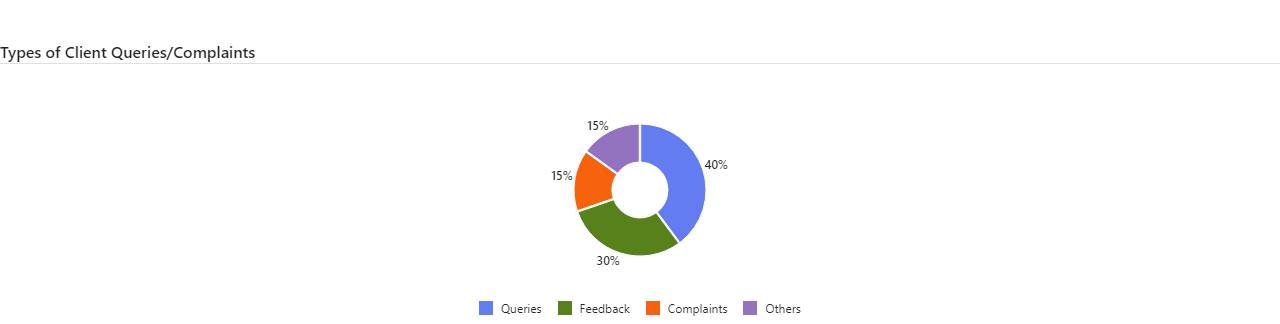 Types of Client Queries/Complaints
15%
40%
15%
30%
Queries Feedback Complaints Others